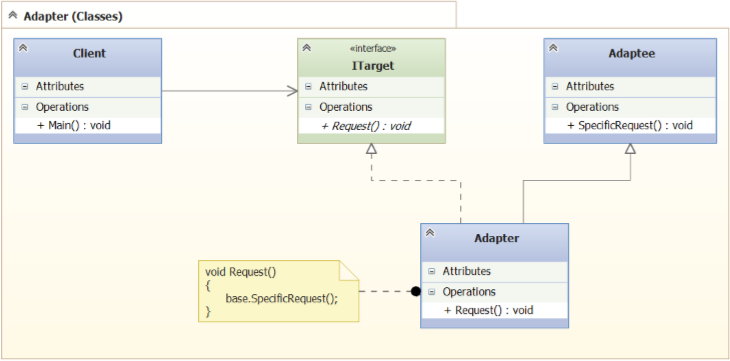 Adapter (Classes)
Client
Attributes
Operations
+ Main() : void
«interface»
ITarget
Attributes
Operations
+ Request() : void
Adaptee
Attributes
Operations
+ SpecificRequest() : void
Adapter
Attributes
Operations
+ Request() : void
void Request()
{
base.SpecificRequest();
}